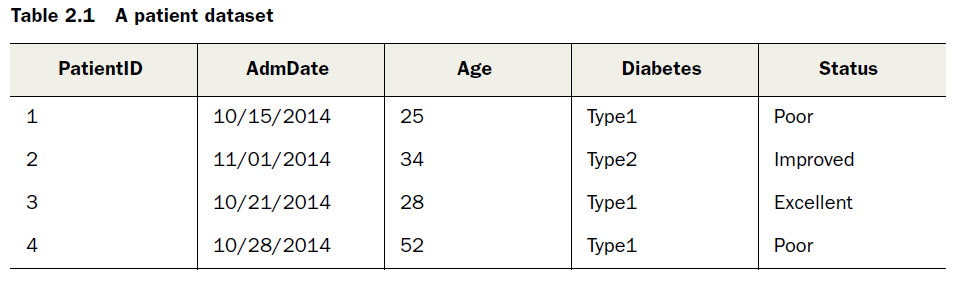 Table 2.1 A patient dataset
PatientID AdmDate Age Diabetes Status
1 10/15/2014 25 Type1 Poor
2 11/01/2014 34 Type2 Improved
3 10/21/2014 28 Type1 Excellent
4 10/28/2014 52 Type1 Poor